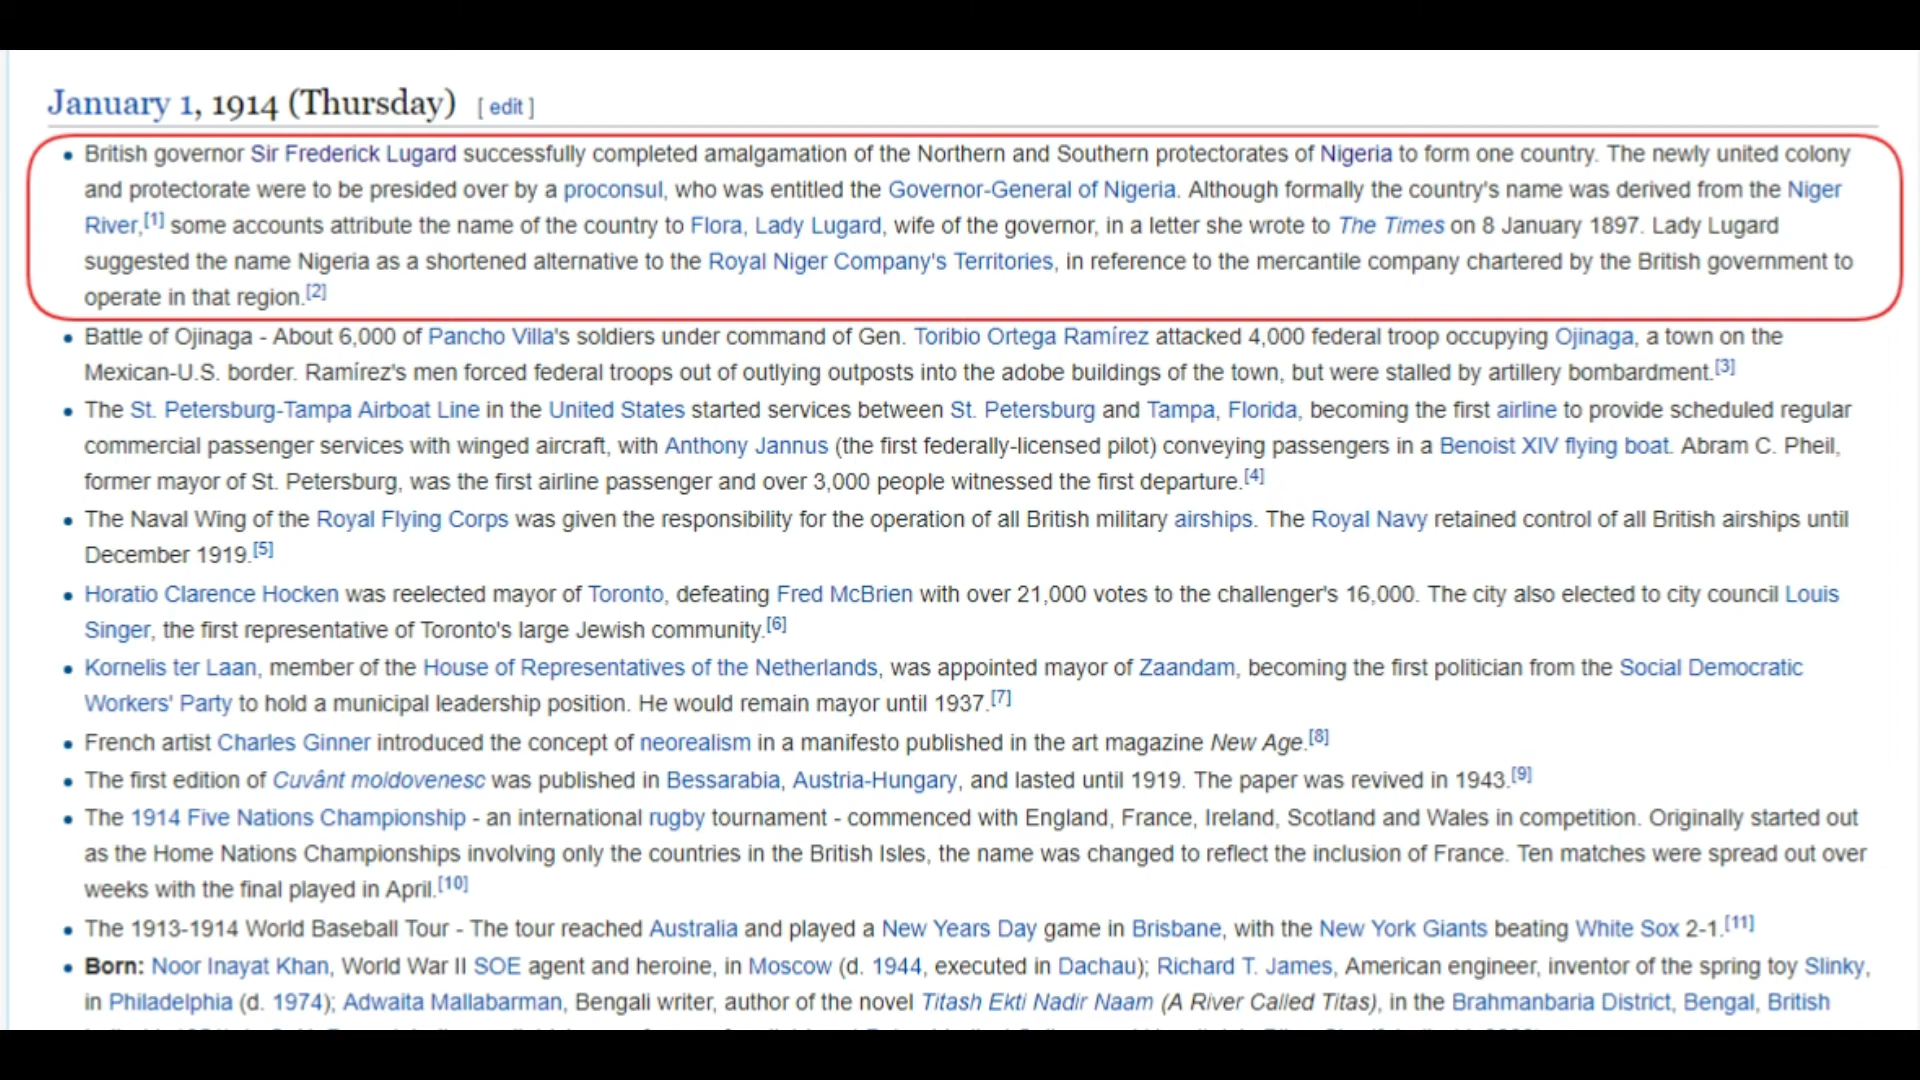 January 1, 1914 (Thursday) [ edit ]
British governor Sir Frederick Lugard successfully completed amalgamation of the Northern and Southern protectorates of Nigeria to form one country. The newly united colony
and protectorate were to be presided over by a proconsul, who was entitled the Governor-General of Nigeria. Although formally the country's name was derived from the Niger
River,[1] some accounts attribute the name of the country to Flora, Lady Lugard, wife of the governor, in a letter she wrote to The Times on 8 January 1897. Lady Lugard
suggested the name Nigeria as a shortened alternative to the Royal Niger Company's Territories, in reference to the mercantile company chartered by the British government to
operate in that region.[2]
Battle of Ojinaga - About 6,000 of Pancho Villa's soldiers under command of Gen. Toribio Ortega Ramírez attacked 4,000 federal troop occupying Ojinaga, a town on the
Mexican-U.S. border. Ramírez's men forced federal troops out of outlying outposts into the adobe buildings of the town, but were stalled by artillery bombardment.[3]
The St. Petersburg-Tampa Airboat Line in the United States started services between St. Petersburg and Tampa, Florida, becoming the first airline to provide scheduled regular
commercial passenger services with winged aircraft, with Anthony Jannus (the first federally-licensed pilot) conveying passengers in a Benoist XIV flying boat. Abram C. Pheil,
former mayor of St. Petersburg, was the first airline passenger and over 3,000 people witnessed the first departure.[4]
The Naval Wing of the Royal Flying Corps was given the responsibility for the operation of all British military airships. The Royal Navy retained control of all British airships until
December 1919.[5]
Horatio Clarence Hocken was reelected mayor of Toronto, defeating Fred McBrien with over 21,000 votes to the challenger's 16,000. The city also elected to city council Louis
Singer, the first representative of Toronto's large Jewish community.[6]
Kornelis ter Laan, member of the House of Representatives of the Netherlands, was appointed mayor of Zaandam, becoming the first politician from the Social Democratic
Workers' Party to hold a municipal leadership position. He would remain mayor until 1937.[7]
French artist Charles Ginner introduced the concept of neorealism in a manifesto published in the art magazine New Age.[8]
The first edition of Cuvânt moldovenesc was published in Bessarabia, Austria-Hungary, and lasted until 1919. The paper was revived in 1943.[9]
The 1914 Five Nations Championship - an international rugby tournament - commenced with England, France, Ireland, Scotland and Wales in competition. Originally started out
as the Home Nations Championships involving only the countries in the British Isles, the name was changed to reflect the inclusion of France. Ten matches were spread out over
weeks with the final played in April.[10]
The 1913-1914 World Baseball Tour - The tour reached Australia and played a New Years Day game in Brisbane, with the New York Giants beating White Sox 2-1.[11]
Born: Noor Inayat Khan, World War II SOE agent and heroine, in Moscow (d. 1944, executed in Dachau); Richard T. James, American engineer, inventor of the spring toy Slinky,
in Philadelphia (d. 1974); Adwaita Mallabarman, Bengali writer, author of the novel Titash Ekti Nadir Naam (A River Called Titas), in the Brahmanbaria District, Bengal, British